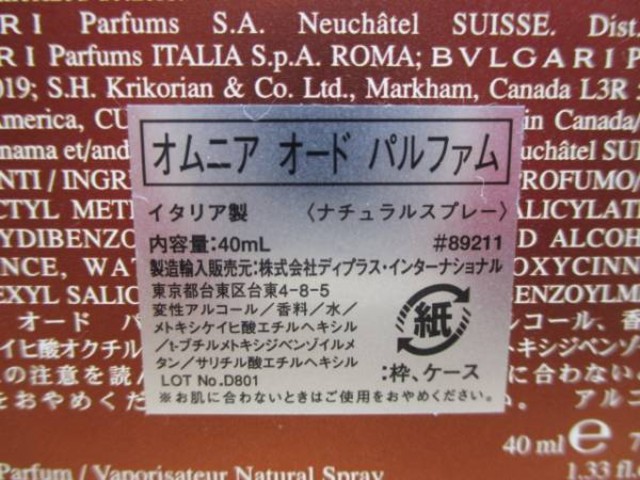 RI Parfums S.A. Neuchâtel SUISSE. Dist
RI Parfums ITALIA S.p.A. ROMA; BVLGARI P
019; S.H. Krikorian & Co. Ltd., Markham, Canada L3R
America, CU in Canada
nama et/and uchâtel SUI
オムニア オード パルファム
NTI / INGR PROFUMO/
イタリア製 〈ナチュラルスプレー〉
CTYL MET ALICYLAT
内容量:40mL #89211
YDIBENZO D ALCOH
製造輸入販売元:株式会社ディプラス・インターナショナル
NCE, WAT OXYCINN
東京都台東区台東4-8-5
EXYL SALIC BENZOYLM
変性アルコール/香料/水/
メトキシケイヒ酸エチルヘキシル
/t-ブチルメトキシジベンゾイルメ
タン/サリチル酸エチルヘキシル
紙
:枠、ケース
LOT No.D801
※お肌に合わないときはご使用をおやめください。
オード パ コール、香
イヒ酸オクチル キシジベンゾイ
の注意を読 に合わない
をおやめくだ い。 アルコ
40 ml e
Parfum / Vaporisateur Natural Spray 1.33 fl.